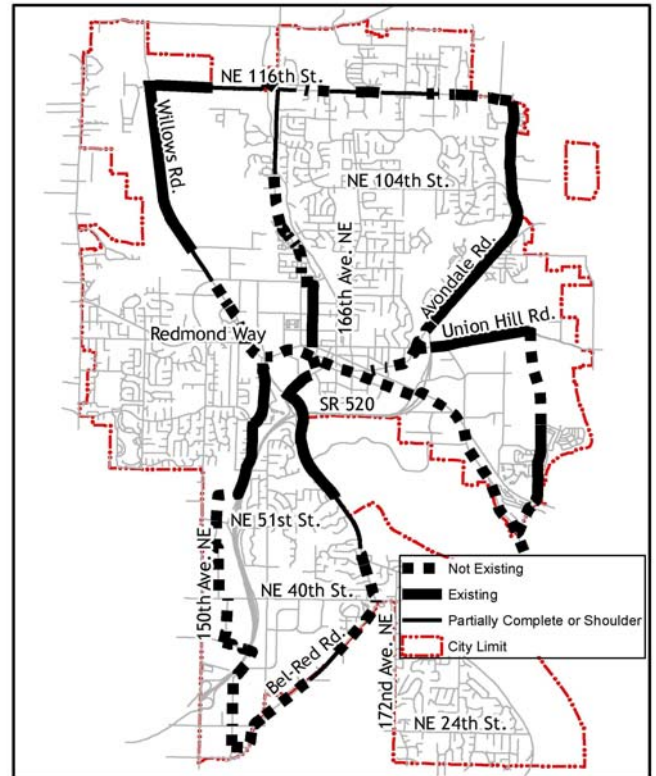 NE 116th St.
Willows Rd.
NE 104th St.
166th Ave. NE
Avondale Rd.
Union Hill Rd.
Redmond Way
SR 520
NE 51st St.
150th Ave. NE
NE 40th St.
Bel-Red Rd.
172nd Ave. NE
NE 24th St.
Not Existing
Existing
Partially Complete or Shoulder
City Limit